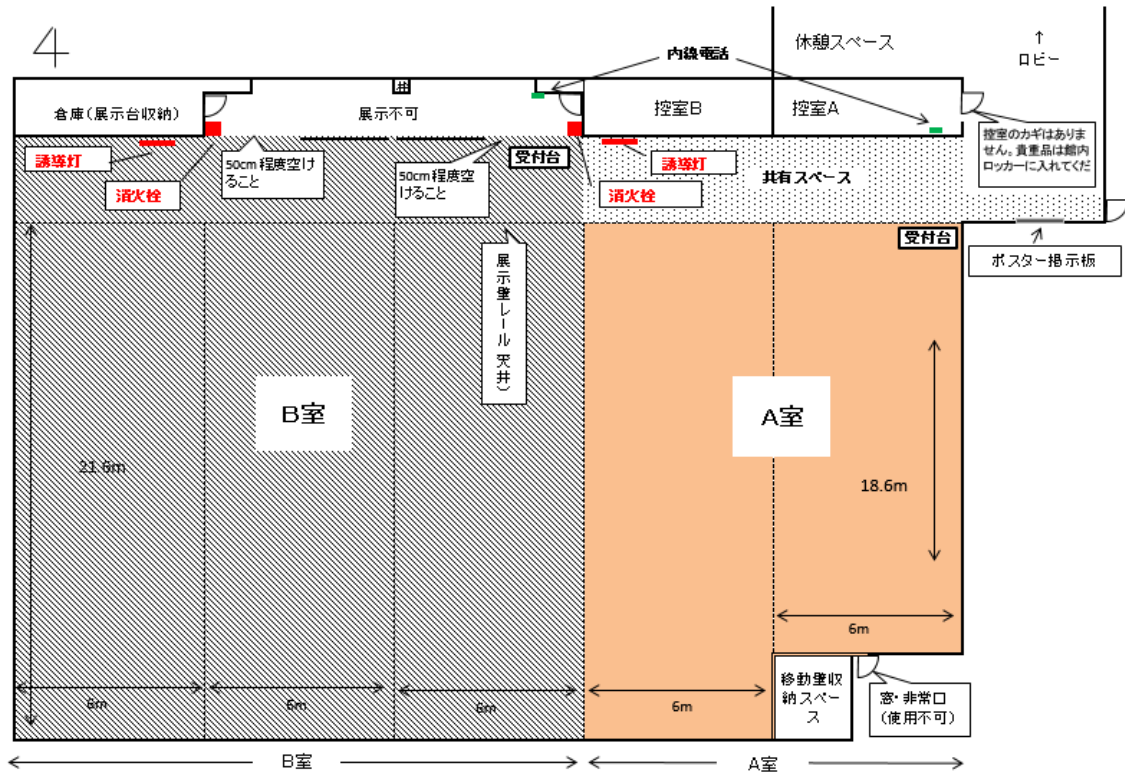 4
休憩スペース
↑
ロビー
内線電話
井
倉庫(展示台収納)
展示不可
控室B
控室A
控室のカギはありま
せん。貴重品は館内
ロッカーに入れてくだ
誘導灯
消火栓
50cm程度空け
ること
50cm程度空
けること
受付台
誘導灯
消火栓
共有スペース
受付台
ポスター掲示板
展示壁レール(天井)
B室
A室
21.6m
18.6m
6m
6m
6m
6m
6m
移動壁収
納スペー
ス
窓・非常口
(使用不可)
B室
A室